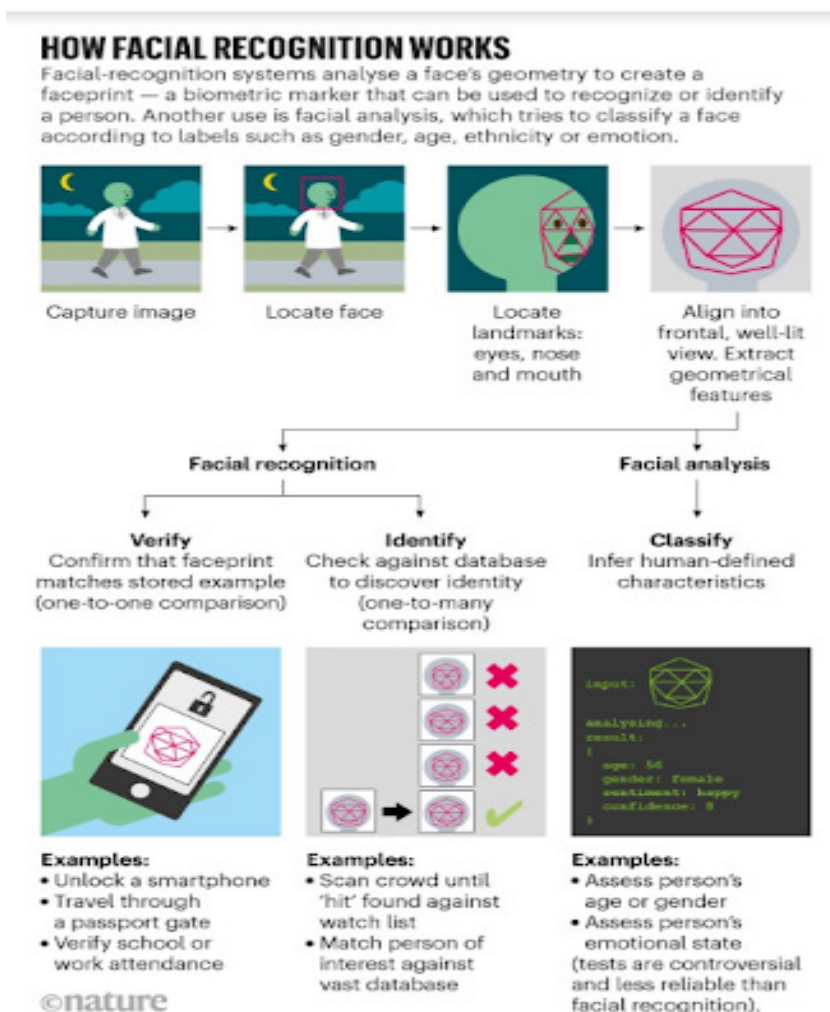 HOW FACIAL RECOGNITION WORKS
Facial-recognition systems analyse a face's geometry to create a
faceprint — a biometric marker that can be used to recognize or identify
a person. Another use is facial analysis, which tries to classify a face
according to labels such as gender, age, ethnicity or emotion.
Capture image
Locate face
Locate
landmarks:
eyes, nose
and mouth
Align into
frontal, well-lit
view. Extract
geometrical
features
Facial recognition
Facial analysis
Verify
Confirm that faceprint
matches stored example
(one-to-one comparison)
Identify
Check against database
to discover identity
(one-to-many
comparison)
Classify
Infer human-defined
characteristics
input:
analysing...
result:
{
age: 56
gender: female
sentiment: happy
confidence: 8
}
Examples:
• Unlock a smartphone
• Travel through
a passport gate
• Verify school or
work attendance
Examples:
• Scan crowd until
'hit' found against
watch list
• Match person of
interest against
vast database
Examples:
• Assess person's
age or gender
• Assess person's
emotional state
(tests are controversial
and less reliable than
facial recognition).
©nature